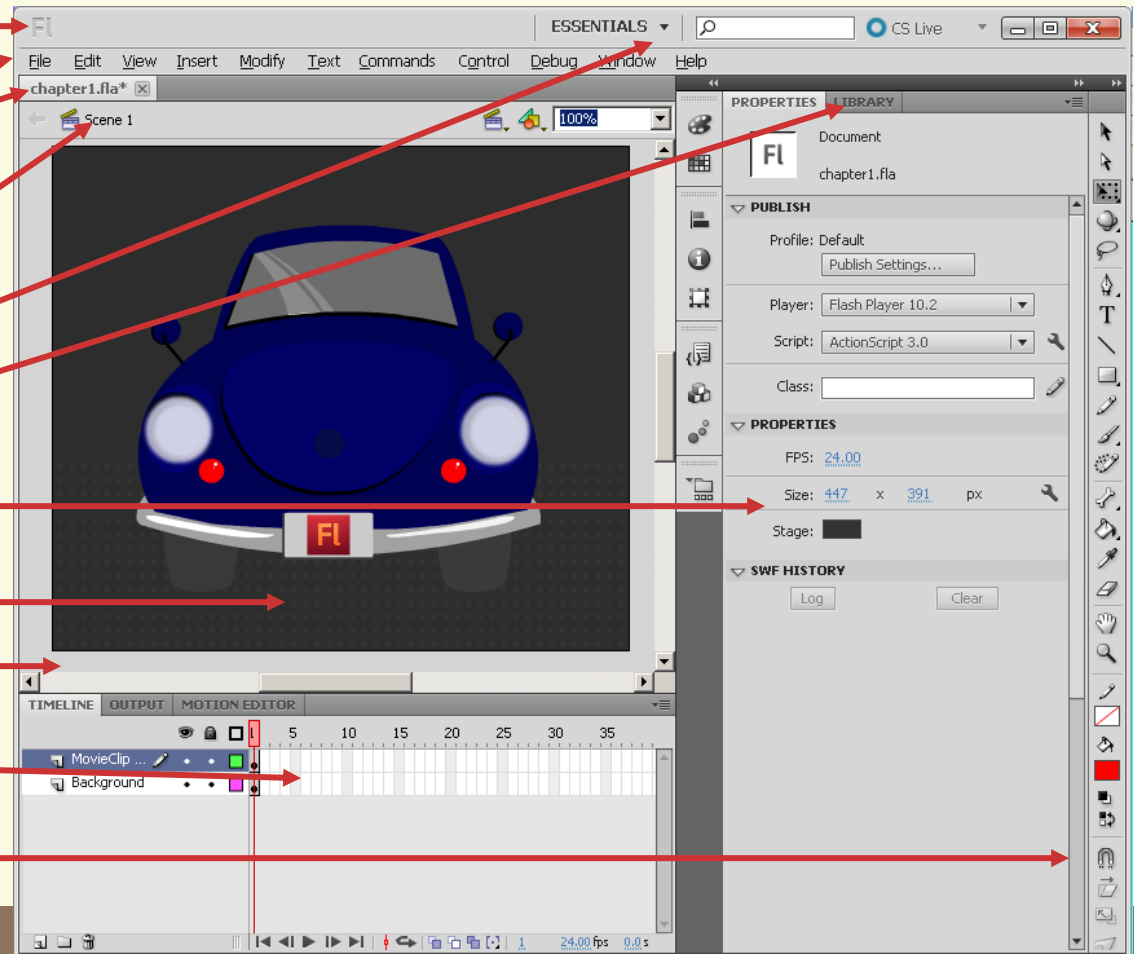 Fl ESSENTIALS CS Live
File Edit View Insert Modify Text Commands Control Debug Window Help
chapter1.fla*
Scene 1 100%
PROPERTIES LIBRARY
Fl Document
chapter1.fla
PUBLISH
Profile: Default
Publish Settings...
Player: Flash Player 10.2
Script: ActionScript 3.0
Class:
PROPERTIES
FPS: 24.00
Size: 447 x 391 px
Stage:
SWF HISTORY
Log Clear
Fl
TIMELINE OUTPUT MOTION EDITOR
1 5 10 15 20 25 30 35
MovieClip ...
Background
1 24.00 fps 0.0 s
T